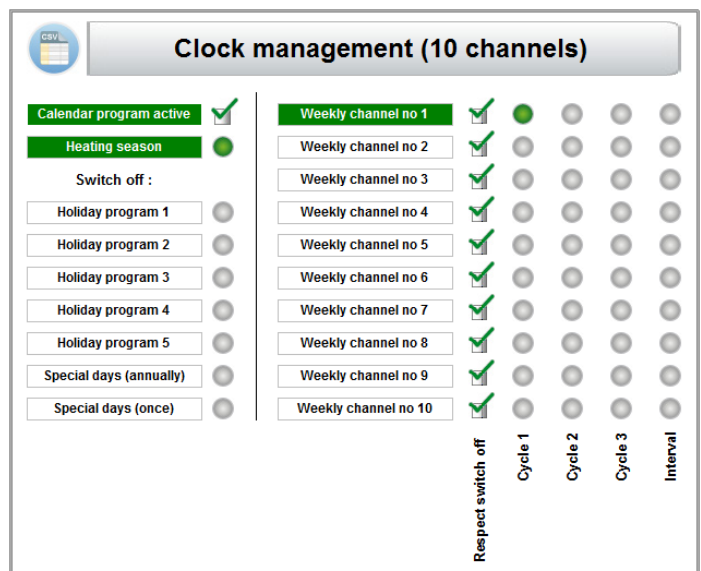 CSV
Clock management (10 channels)
Calendar program active
Heating season
Switch off :
Holiday program 1
Holiday program 2
Holiday program 3
Holiday program 4
Holiday program 5
Special days (annually)
Special days (once)
Weekly channel no 1
Weekly channel no 2
Weekly channel no 3
Weekly channel no 4
Weekly channel no 5
Weekly channel no 6
Weekly channel no 7
Weekly channel no 8
Weekly channel no 9
Weekly channel no 10
Respect switch off
Cycle 1
Cycle 2
Cycle 3
Interval